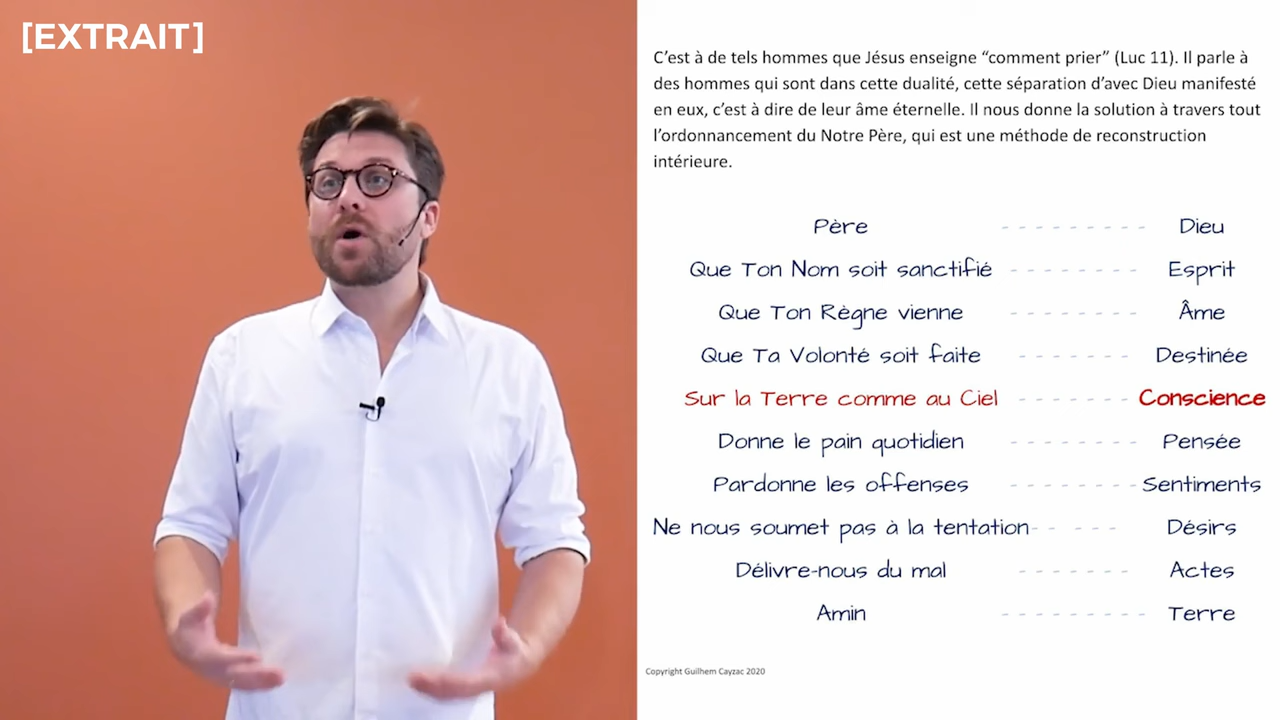 [EXTRAIT]
C’est à de tels hommes que Jésus enseigne “comment prier” (Luc 11). Il parle à
des hommes qui sont dans cette dualité, cette séparation d’avec Dieu manifesté
en eux, c’est à dire de leur âme éternelle. Il nous donne la solution à travers tout
l’ordonnancement du Notre Père, qui est une méthode de reconstruction
intérieure.
Père - - - - - - - - - Dieu
Que Ton Nom soit sanctifié - - - - - - - - Esprit
Que Ton Règne vienne - - - - - - - - Âme
Que Ta Volonté soit faite - - - - - - - Destinée
Sur la Terre comme au Ciel - - - - - - - Conscience
Donne le pain quotidien - - - - - - - - Pensée
Pardonne les offenses - - - - - - - - Sentiments
Ne nous soumet pas à la tentation - - - - - Désirs
Délivre-nous du mal - - - - - - - Actes
Amin - - - - - - - - - Terre
Copyright Guilhem Cayzac 2020